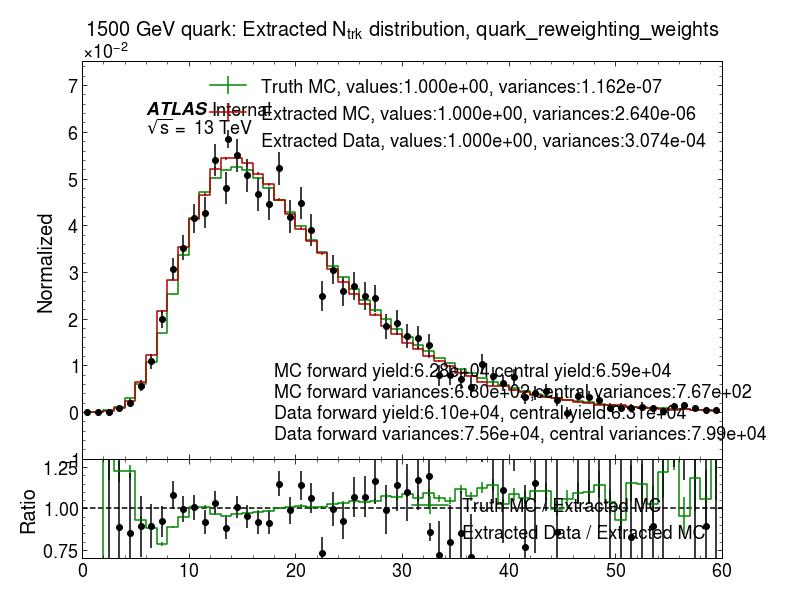 1500 GeV quark: Extracted N_trk distribution, quark_reweighting_weights
×10⁻²
Truth MC, values:1.000e+00, variances:1.162e-07
ATLAS Internal
Extracted MC, values:1.000e+00, variances:2.640e-06
√s = 13 TeV
Extracted Data, values:1.000e+00, variances:3.074e-04
7
6
5
4
3
2
1
0
Normalized
MC forward yield:6.28e+04, central yield:6.59e+04
MC forward variances:6.80e+02, central variances:7.67e+02
Data forward yield:6.10e+04, central yield:6.31e+04
Data forward variances:7.56e+04, central variances:7.99e+04
1.25
1.00
0.75
Ratio
Truth MC / Extracted MC
Extracted Data / Extracted MC
0 10 20 30 40 50 60